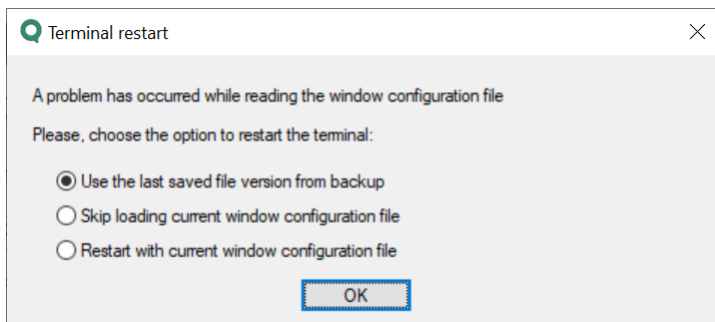 Terminal restart
A problem has occurred while reading the window configuration file
Please, choose the option to restart the terminal:
Use the last saved file version from backup
Skip loading current window configuration file
Restart with current window configuration file
OK